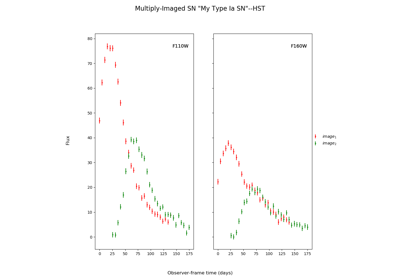 Multiply-Imaged SN "My Type Ia SN"--HST
F110W
F160W
80
70
60
50
40
30
20
10
0
Flux
image_1
image_2
0 25 50 75 100 125 150 175
0 25 50 75 100 125 150 175
Observer-frame time (days)